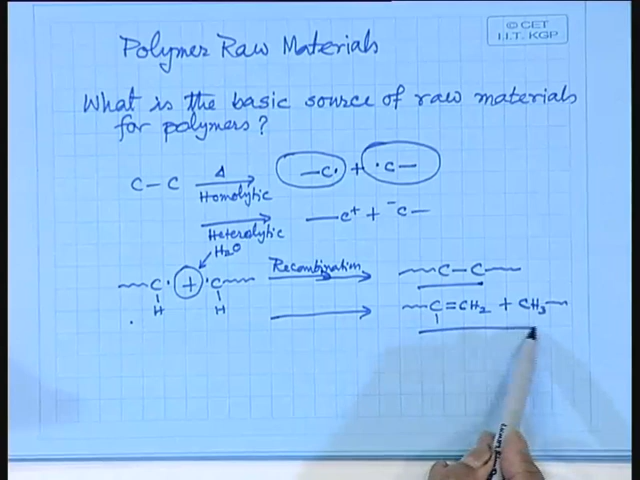 © CET
I.I.T. KGP
Polymer Raw Materials
What is the basic source of raw materials
for polymers?
C – C Δ Homolytic —C· + ·C—
Heterolytic —C⁺ + ⁻C—
H₂O
C· + ·C Recombination C–C
H H
C=CH₂ + CH₃